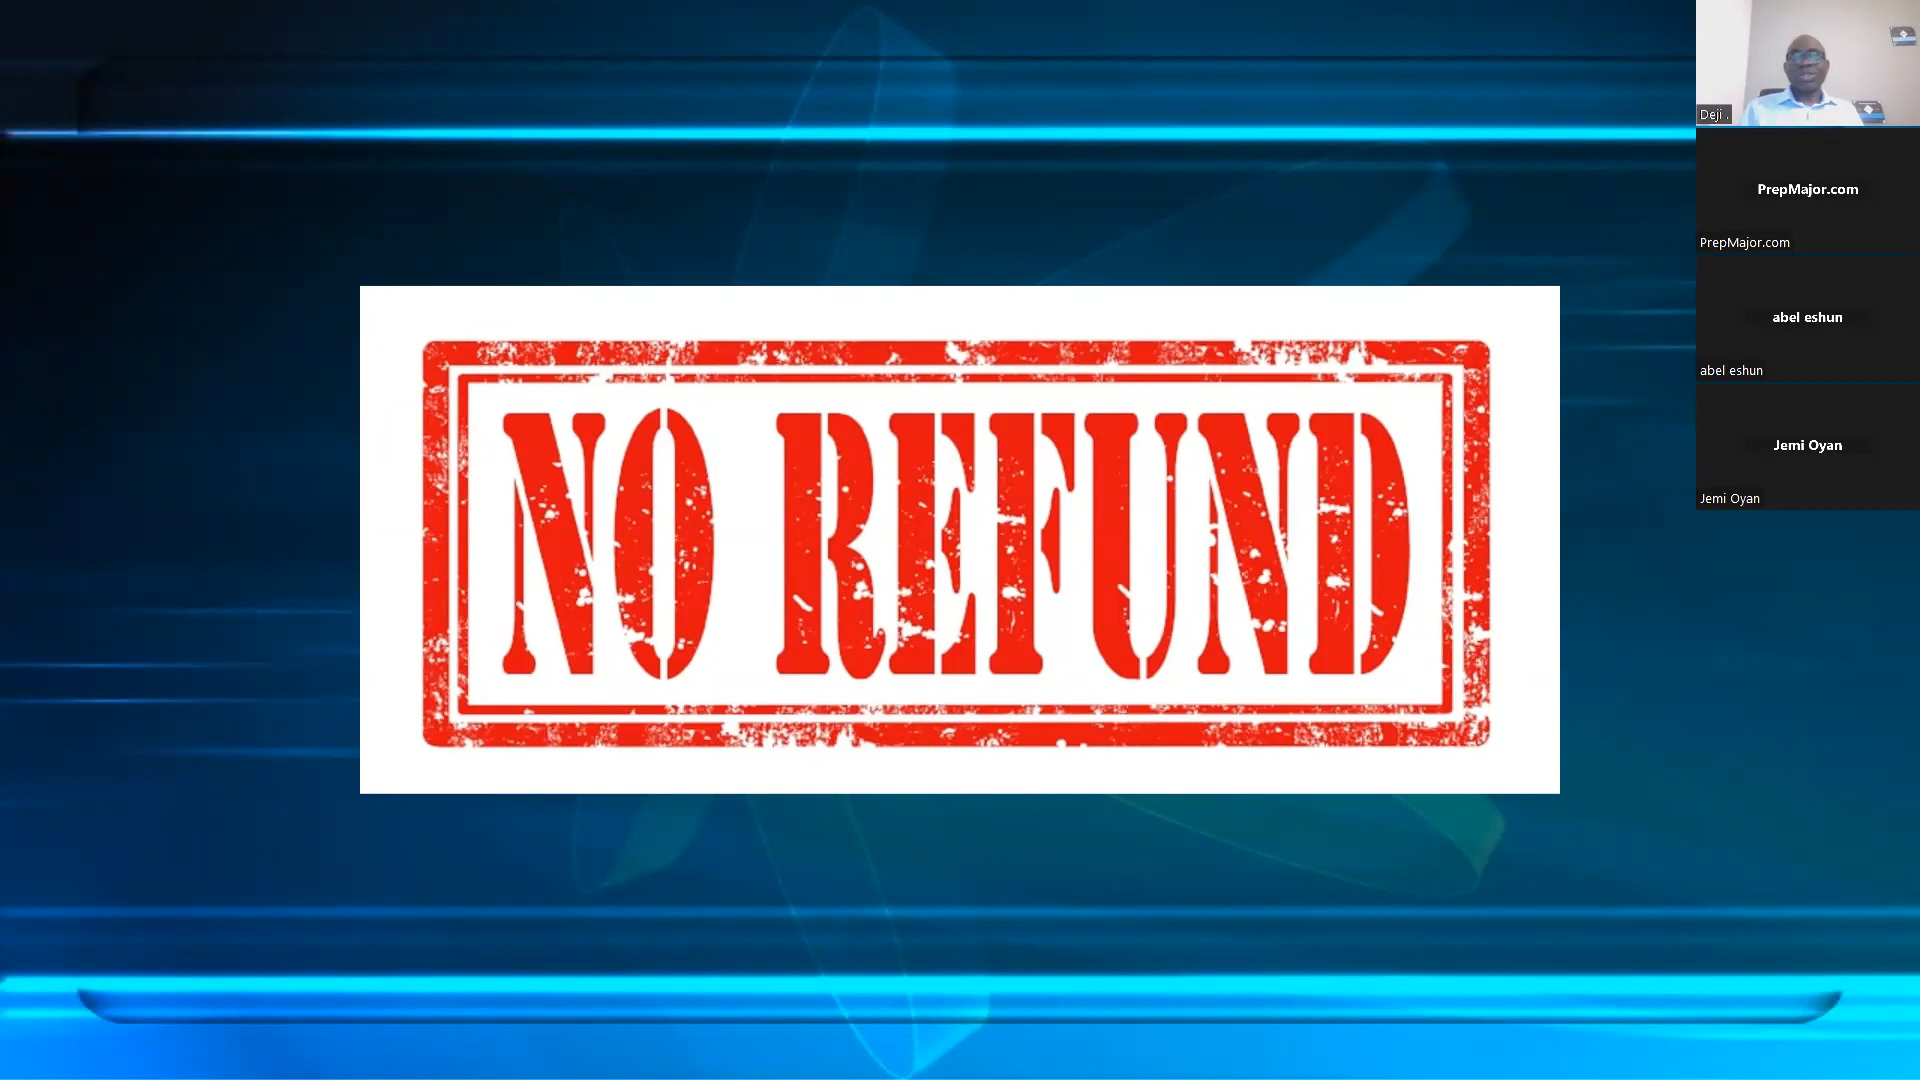 NO REFUND
Deji .
PrepMajor.com
PrepMajor.com
abel eshun
abel eshun
Jemi Oyan
Jemi Oyan